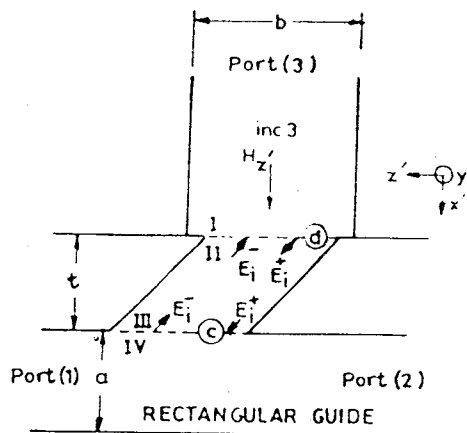 b
Port (3)
inc 3
H z'
z' y
x'
I
II
d
E i - E i +
t
III E i - c E i +
IV
Port (1) a Port (2)
RECTANGULAR GUIDE